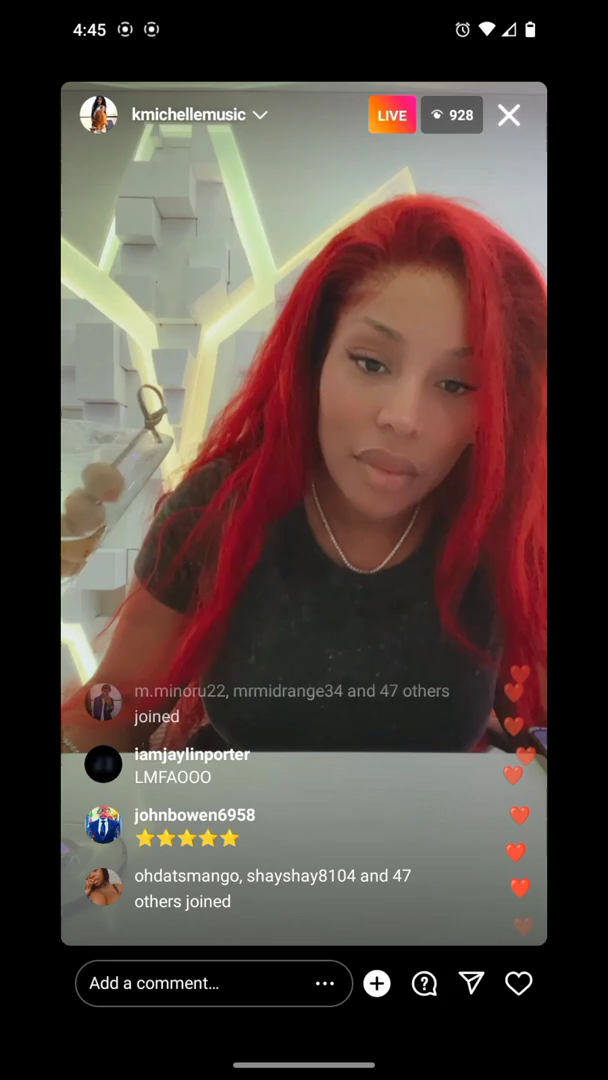 4:45
kmichellemusic
LIVE
928
m.minoru22, mrmidrange34 and 47 others
joined
iamjaylinporter
LMFAOOO
johnbowen6958
⭐⭐⭐⭐⭐
ohdatsmango, shayshay8104 and 47
others joined
Add a comment…